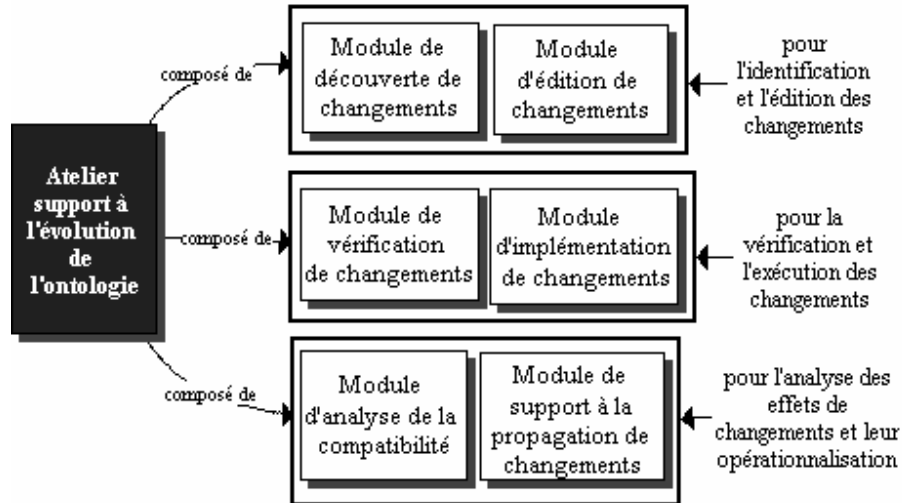 Atelier
support à
l'évolution
de
l'ontologie
composé de
Module de
découverte de
changements
Module
d'édition de
changements
pour
l'identification
et l'édition des
changements
composé de
Module de
vérification
de changements
Module
d'implémentation
de changements
pour la
vérification et
l'exécution des
changements
composé de
Module
d'analyse de la
compatibilité
Module de
support à la
propagation de
changements
pour l'analyse des
effets de
changements et leur
opérationnalisation